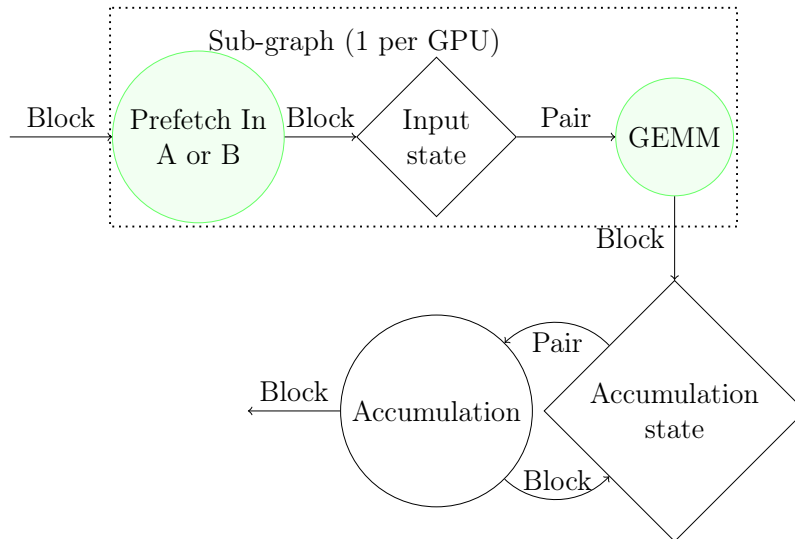 Sub-graph (1 per GPU)
Block
Prefetch In
A or B
Block
Input
state
Pair
GEMM
Block
Pair
Block
Accumulation
Accumulation
state
Block